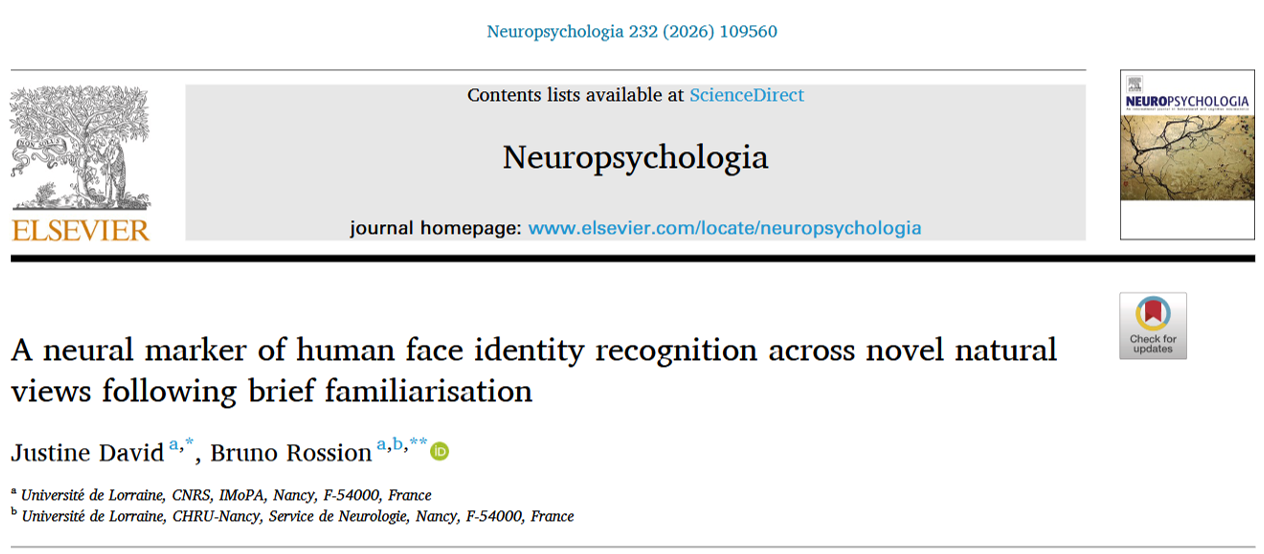 Neuropsychologia 232 (2026) 109560
Contents lists available at ScienceDirect
Neuropsychologia
journal homepage: www.elsevier.com/locate/neuropsychologia
ELSEVIER
NEUROPSYCHOLOGIA
Check for
updates
A neural marker of human face identity recognition across novel natural
views following brief familiarisation
Justine David a,*, Bruno Rossion a,b,** iD
a Université de Lorraine, CNRS, IMoPA, Nancy, F-54000, France
b Université de Lorraine, CHRU-Nancy, Service de Neurologie, Nancy, F-54000, France